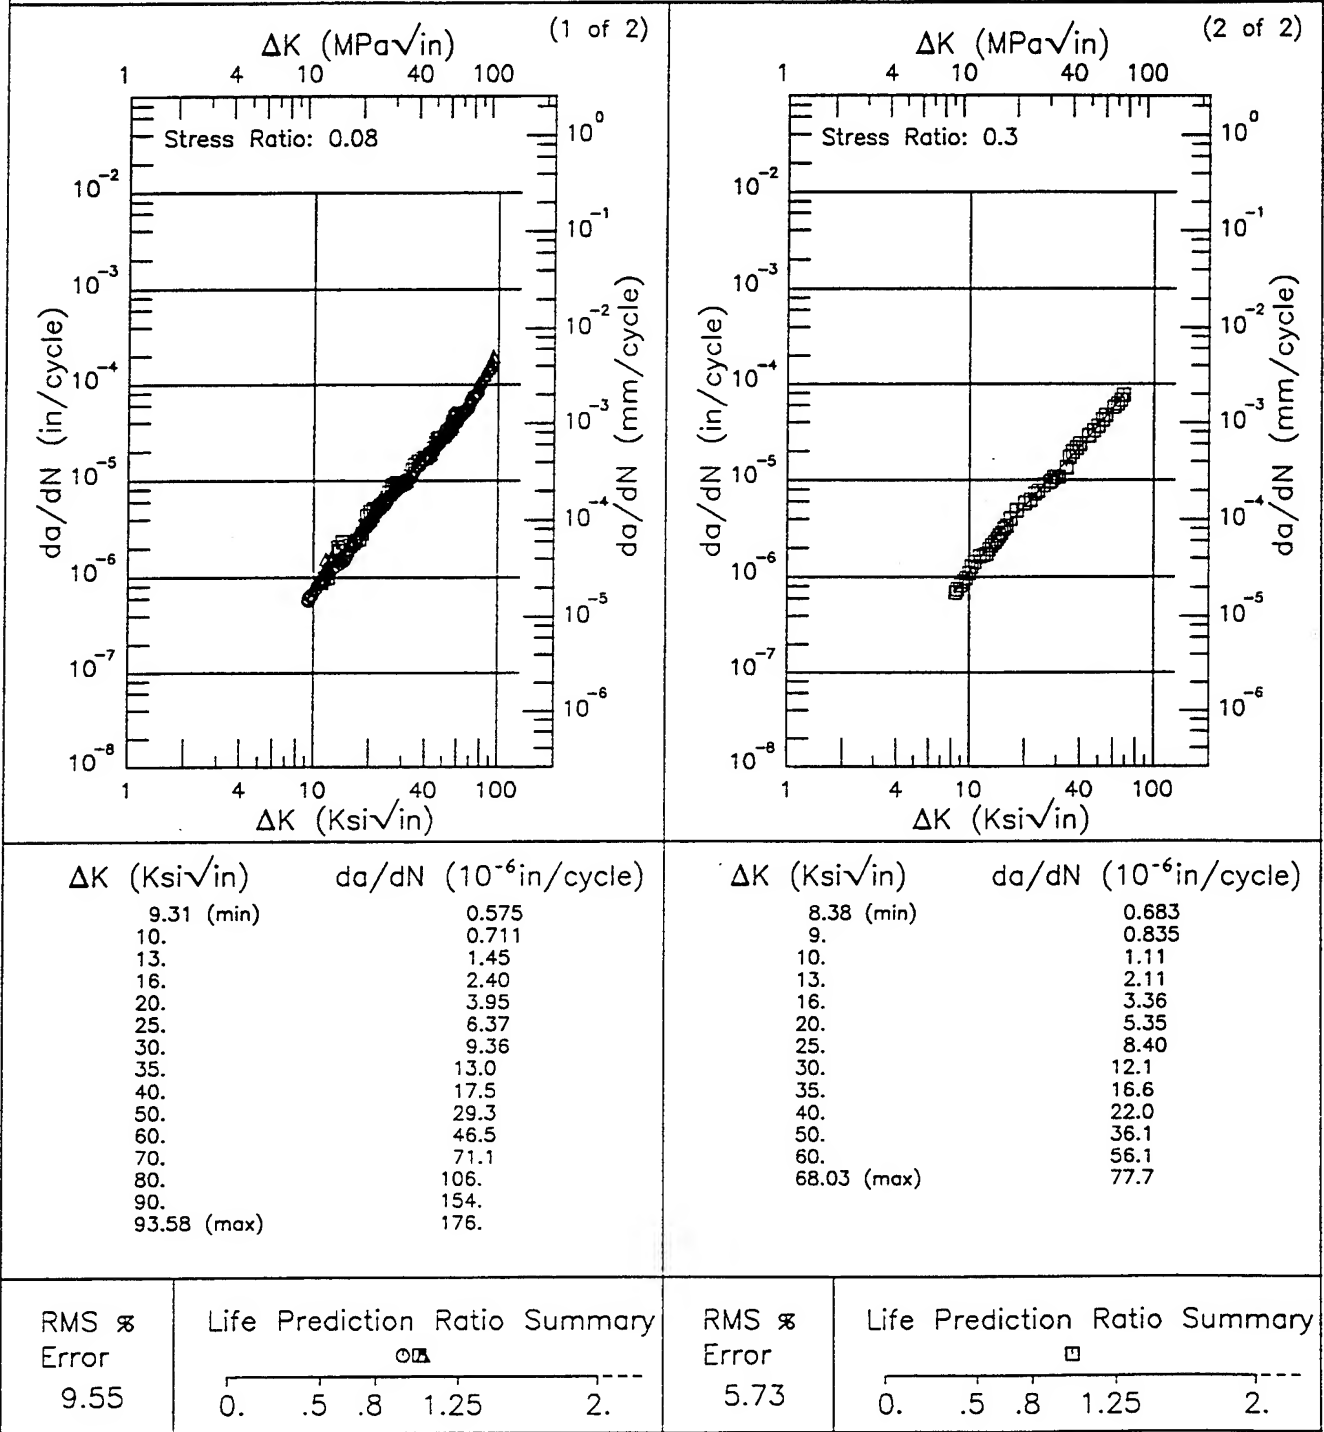 (1 of 2)
ΔK (MPa√in)
1 4 10 40 100
Stress Ratio: 0.08
10⁰
10⁻¹
10⁻²
10⁻³
10⁻⁴
10⁻⁵
10⁻⁶
da/dN (mm/cycle)
10⁻²
10⁻³
10⁻⁴
10⁻⁵
10⁻⁶
10⁻⁷
10⁻⁸
da/dN (in/cycle)
1 4 10 40 100
ΔK (Ksi√in)
(2 of 2)
ΔK (MPa√in)
1 4 10 40 100
Stress Ratio: 0.3
10⁰
10⁻¹
10⁻²
10⁻³
10⁻⁴
10⁻⁵
10⁻⁶
da/dN (mm/cycle)
10⁻²
10⁻³
10⁻⁴
10⁻⁵
10⁻⁶
10⁻⁷
10⁻⁸
da/dN (in/cycle)
1 4 10 40 100
ΔK (Ksi√in)
ΔK (Ksi√in) da/dN (10⁻⁶in/cycle)
9.31 (min) 0.575
10. 0.711
13. 1.45
16. 2.40
20. 3.95
25. 6.37
30. 9.36
35. 13.0
40. 17.5
50. 29.3
60. 46.5
70. 71.1
80. 106.
90. 154.
93.58 (max) 176.
ΔK (Ksi√in) da/dN (10⁻⁶in/cycle)
8.38 (min) 0.683
9. 0.835
10. 1.11
13. 2.11
16. 3.36
20. 5.35
25. 8.40
30. 12.1
35. 16.6
40. 22.0
50. 36.1
60. 56.1
68.03 (max) 77.7
RMS %
Error
9.55
Life Prediction Ratio Summary
0. .5 .8 1.25 2.
RMS %
Error
5.73
Life Prediction Ratio Summary
0. .5 .8 1.25 2.